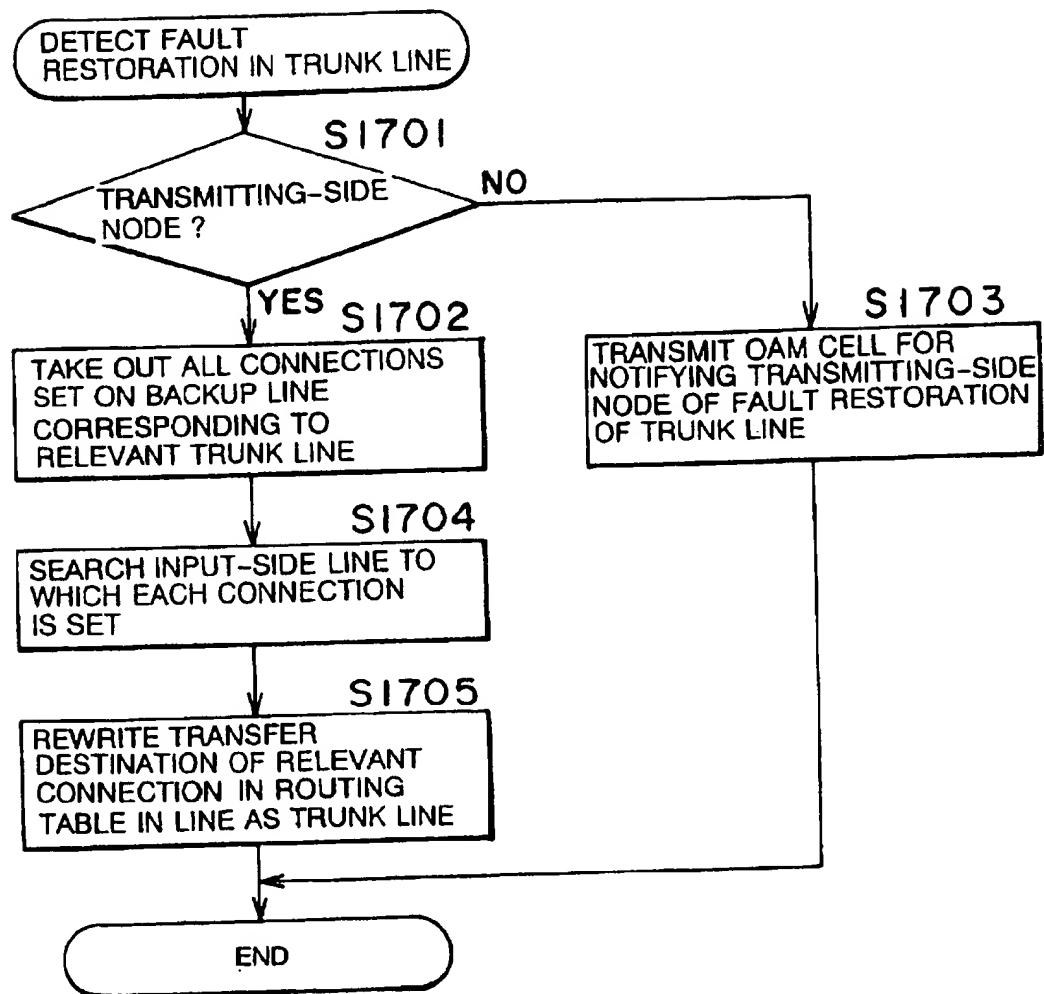 DETECT FAULT
RESTORATION IN TRUNK LINE
S1701
TRANSMITTING-SIDE
NODE ?
NO
YES
S1702
TAKE OUT ALL CONNECTIONS
SET ON BACKUP LINE
CORRESPONDING TO
RELEVANT TRUNK LINE
S1703
TRANSMIT OAM CELL FOR
NOTIFYING TRANSMITTING-SIDE
NODE OF FAULT RESTORATION
OF TRUNK LINE
S1704
SEARCH INPUT-SIDE LINE TO
WHICH EACH CONNECTION
IS SET
S1705
REWRITE TRANSFER
DESTINATION OF RELEVANT
CONNECTION IN ROUTING
TABLE IN LINE AS TRUNK LINE
END